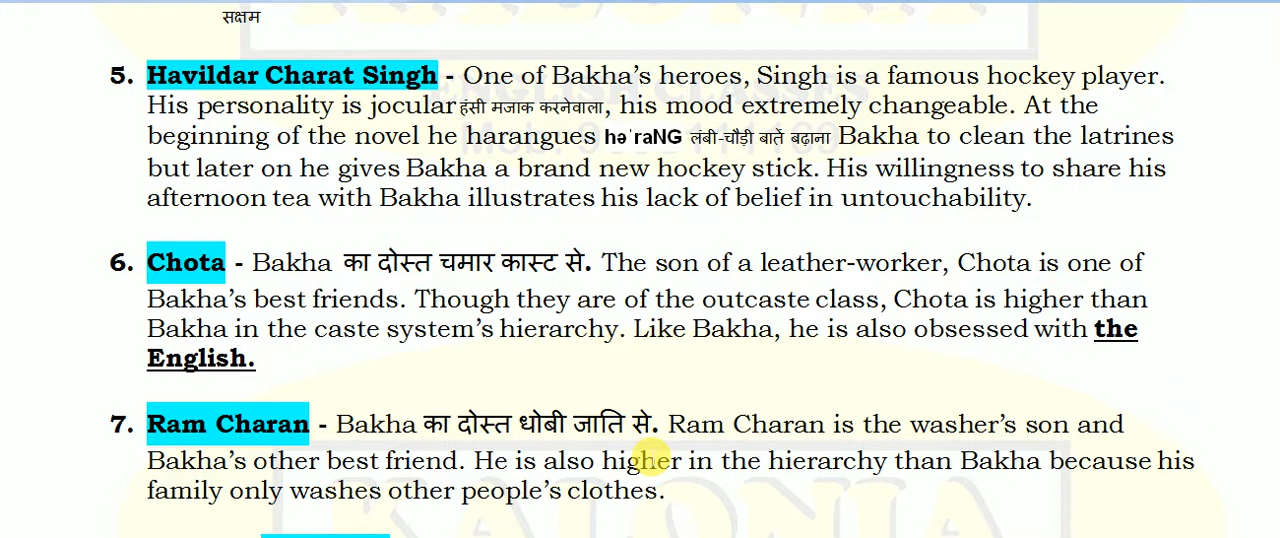 सक्षम
5. Havildar Charat Singh - One of Bakha's heroes, Singh is a famous hockey player.
His personality is jocular हंसी मजाक करनेवाला, his mood extremely changeable. At the
beginning of the novel he harangues həˈraNG लंबी-चौड़ी बातें बढ़ाना Bakha to clean the latrines
but later on he gives Bakha a brand new hockey stick. His willingness to share his
afternoon tea with Bakha illustrates his lack of belief in untouchability.
6. Chota - Bakha का दोस्त चमार कास्ट से. The son of a leather-worker, Chota is one of
Bakha's best friends. Though they are of the outcaste class, Chota is higher than
Bakha in the caste system's hierarchy. Like Bakha, he is also obsessed with the
English.
7. Ram Charan - Bakha का दोस्त धोबी जाति से. Ram Charan is the washer's son and
Bakha's other best friend. He is also higher in the hierarchy than Bakha because his
family only washes other people's clothes.
KALONIA